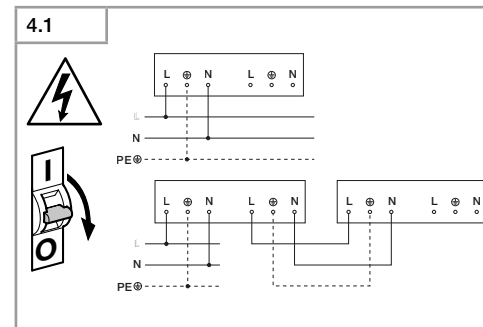 4.1
L ⏚ N L ⏚ N
L
N
PE⏚
I
O
L ⏚ N L ⏚ N L ⏚ N L ⏚ N
L
N
PE⏚